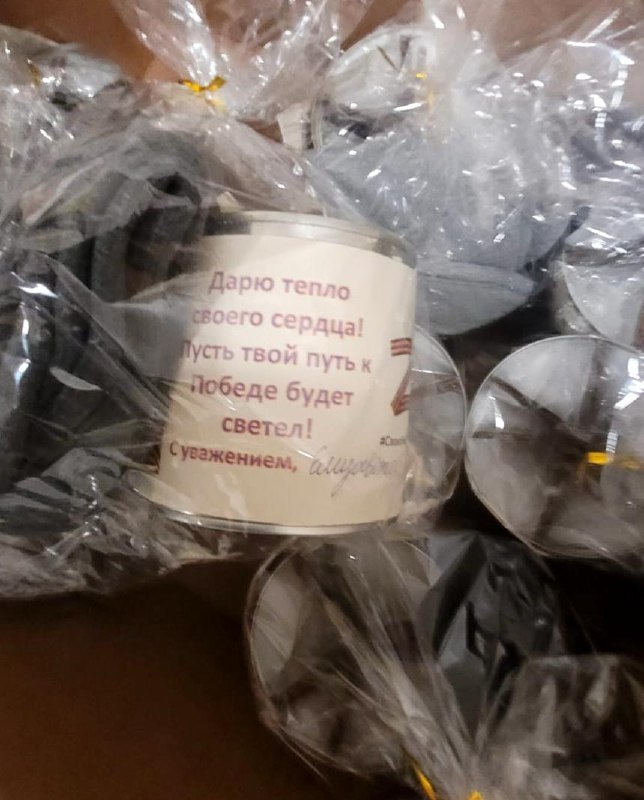 Дарю тепло
своего сердца!
Пусть твой путь к
Победе будет
светел!
С уважением,